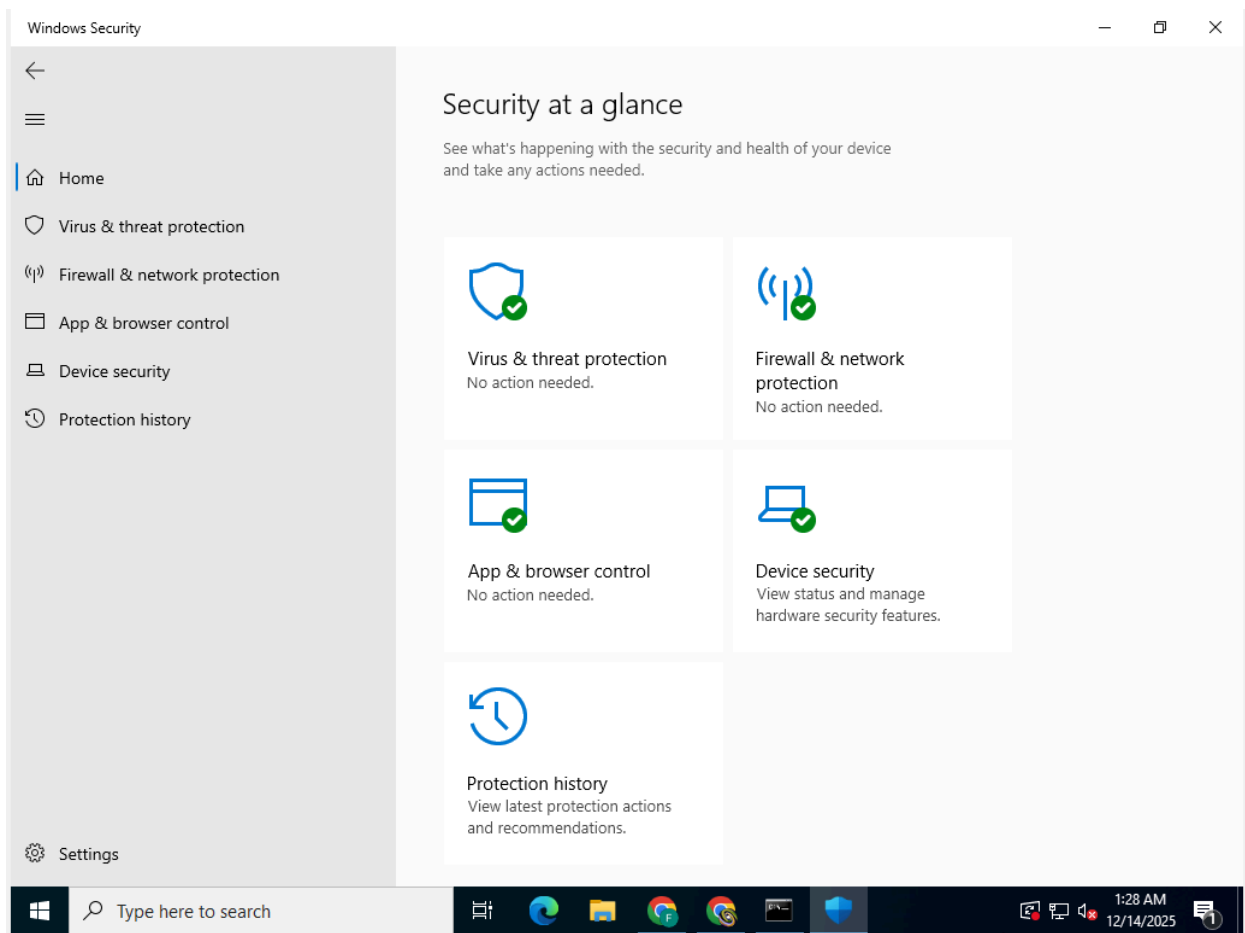 Windows Security
Home
Virus & threat protection
Firewall & network protection
App & browser control
Device security
Protection history
Settings
Security at a glance
See what's happening with the security and health of your device
and take any actions needed.
Virus & threat protection
No action needed.
Firewall & network
protection
No action needed.
App & browser control
No action needed.
Device security
View status and manage
hardware security features.
Protection history
View latest protection actions
and recommendations.
Type here to search
F
1:28 AM
12/14/2025
1